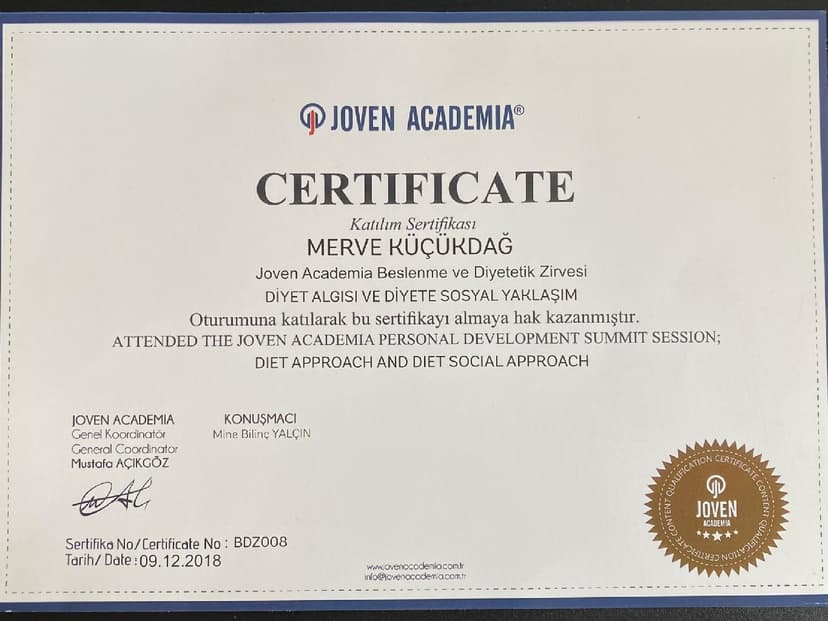 JOVEN ACADEMIA®
CERTIFICATE
Katılım Sertifikası
MERVE KÜÇÜKDAĞ
Joven Academia Beslenme ve Diyetetik Zirvesi
DİYET ALGISI VE DİYETE SOSYAL YAKLAŞIM
Oturumuna katılarak bu sertifikayı almaya hak kazanmıştır.
ATTENDED THE JOVEN ACADEMIA PERSONAL DEVELOPMENT SUMMIT SESSION;
DIET APPROACH AND DIET SOCIAL APPROACH
JOVEN ACADEMIA
Genel Koordinatör
General Coordinator
Mustafa AÇIKGÖZ
KONUŞMACI
Mine Bilinç YALÇIN
Sertifika No/Certificate No : BDZ008
Tarih/ Date : 09.12.2018
www.jovenacademia.com.tr
info@jovenacademia.com.tr
QUALIFICATION CERTIFICATE CONTENT QUALIFICATION CERTIFICATE CONTENT
JOVEN
ACADEMIA